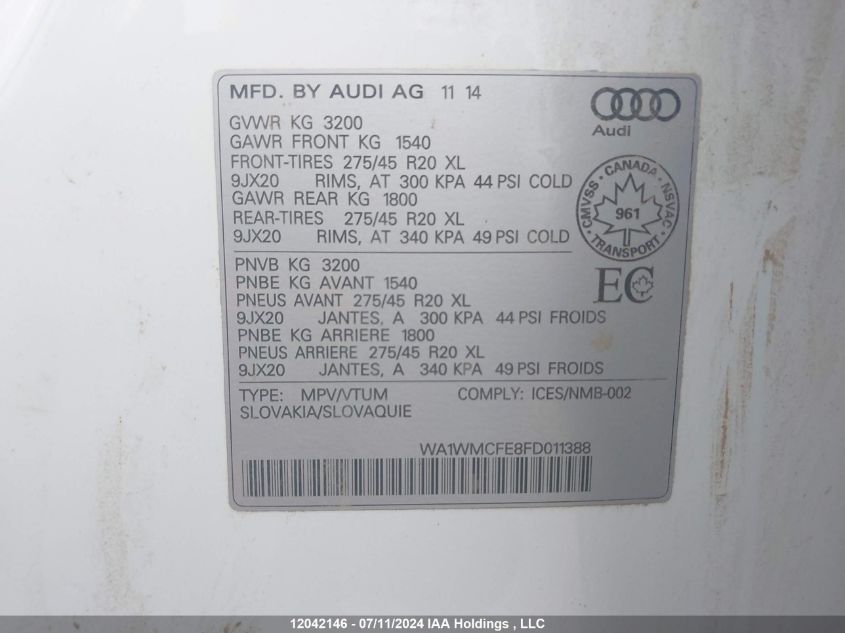 MFD. BY AUDI AG 11 14
Audi
GVWR KG 3200
GAWR FRONT KG 1540
FRONT-TIRES 275/45 R20 XL
9JX20 RIMS, AT 300 KPA 44 PSI COLD
GAWR REAR KG 1800
REAR-TIRES 275/45 R20 XL
9JX20 RIMS, AT 340 KPA 49 PSI COLD
CMVSS · CANADA · NSVAC
961
· TRANSPORT ·
PNVB KG 3200
PNBE KG AVANT 1540
PNEUS AVANT 275/45 R20 XL
9JX20 JANTES, A 300 KPA 44 PSI FROIDS
PNBE KG ARRIERE 1800
PNEUS ARRIERE 275/45 R20 XL
9JX20 JANTES, A 340 KPA 49 PSI FROIDS
EC
TYPE: MPV/VTUM COMPLY: ICES/NMB-002
SLOVAKIA/SLOVAQUIE
WA1WMCFE8FD011388
12042146 - 07/11/2024 IAA Holdings , LLC